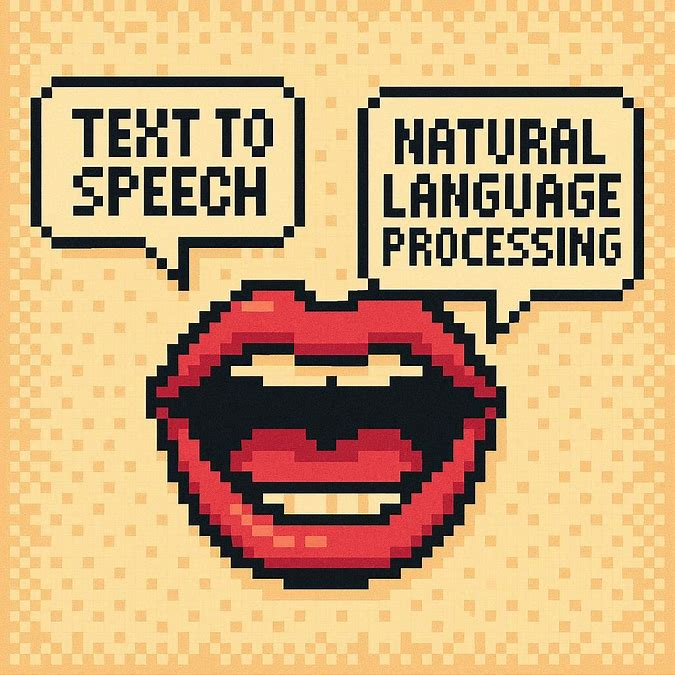 TEXT TO
SPEECH
NATURAL
LANGUAGE
PROCESSING